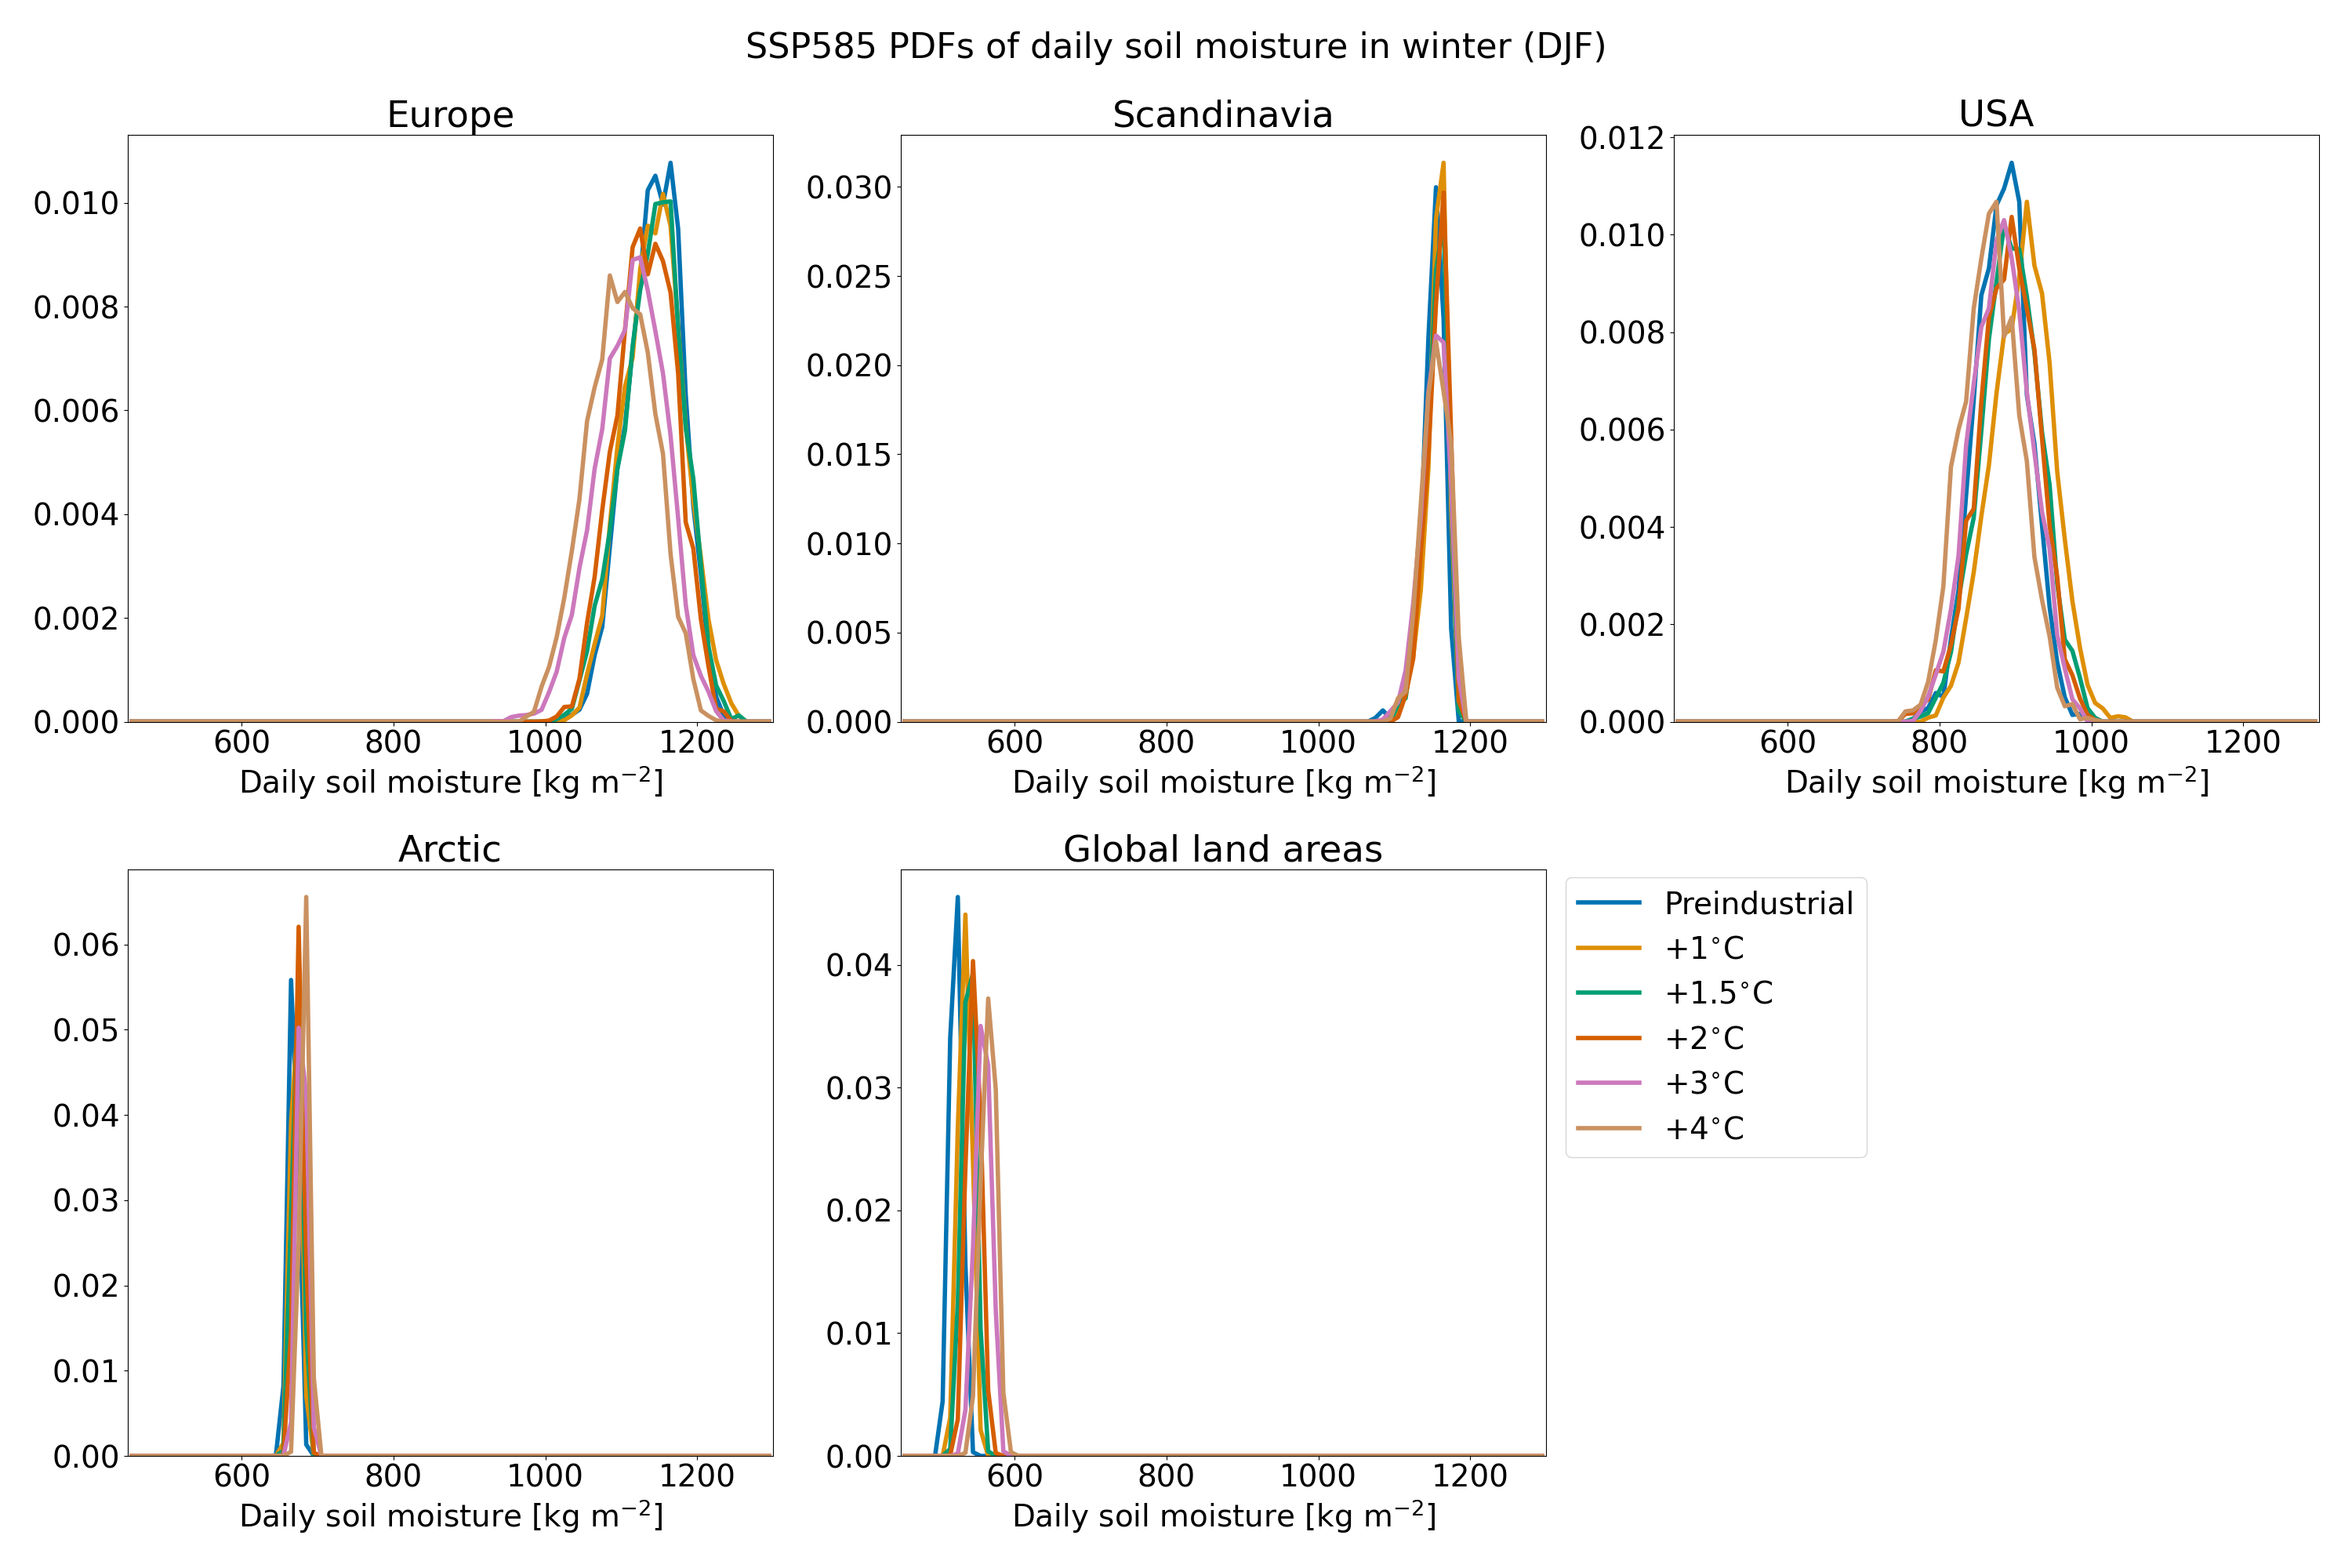 SSP585 PDFs of daily soil moisture in winter (DJF)
Europe
0.010
0.008
0.006
0.004
0.002
0.000
600 800 1000 1200
Daily soil moisture [kg m⁻²]
Scandinavia
0.030
0.025
0.020
0.015
0.010
0.005
0.000
600 800 1000 1200
Daily soil moisture [kg m⁻²]
USA
0.012
0.010
0.008
0.006
0.004
0.002
0.000
600 800 1000 1200
Daily soil moisture [kg m⁻²]
Arctic
0.06
0.05
0.04
0.03
0.02
0.01
0.00
600 800 1000 1200
Daily soil moisture [kg m⁻²]
Global land areas
0.04
0.03
0.02
0.01
0.00
600 800 1000 1200
Daily soil moisture [kg m⁻²]
Preindustrial
+1°C
+1.5°C
+2°C
+3°C
+4°C